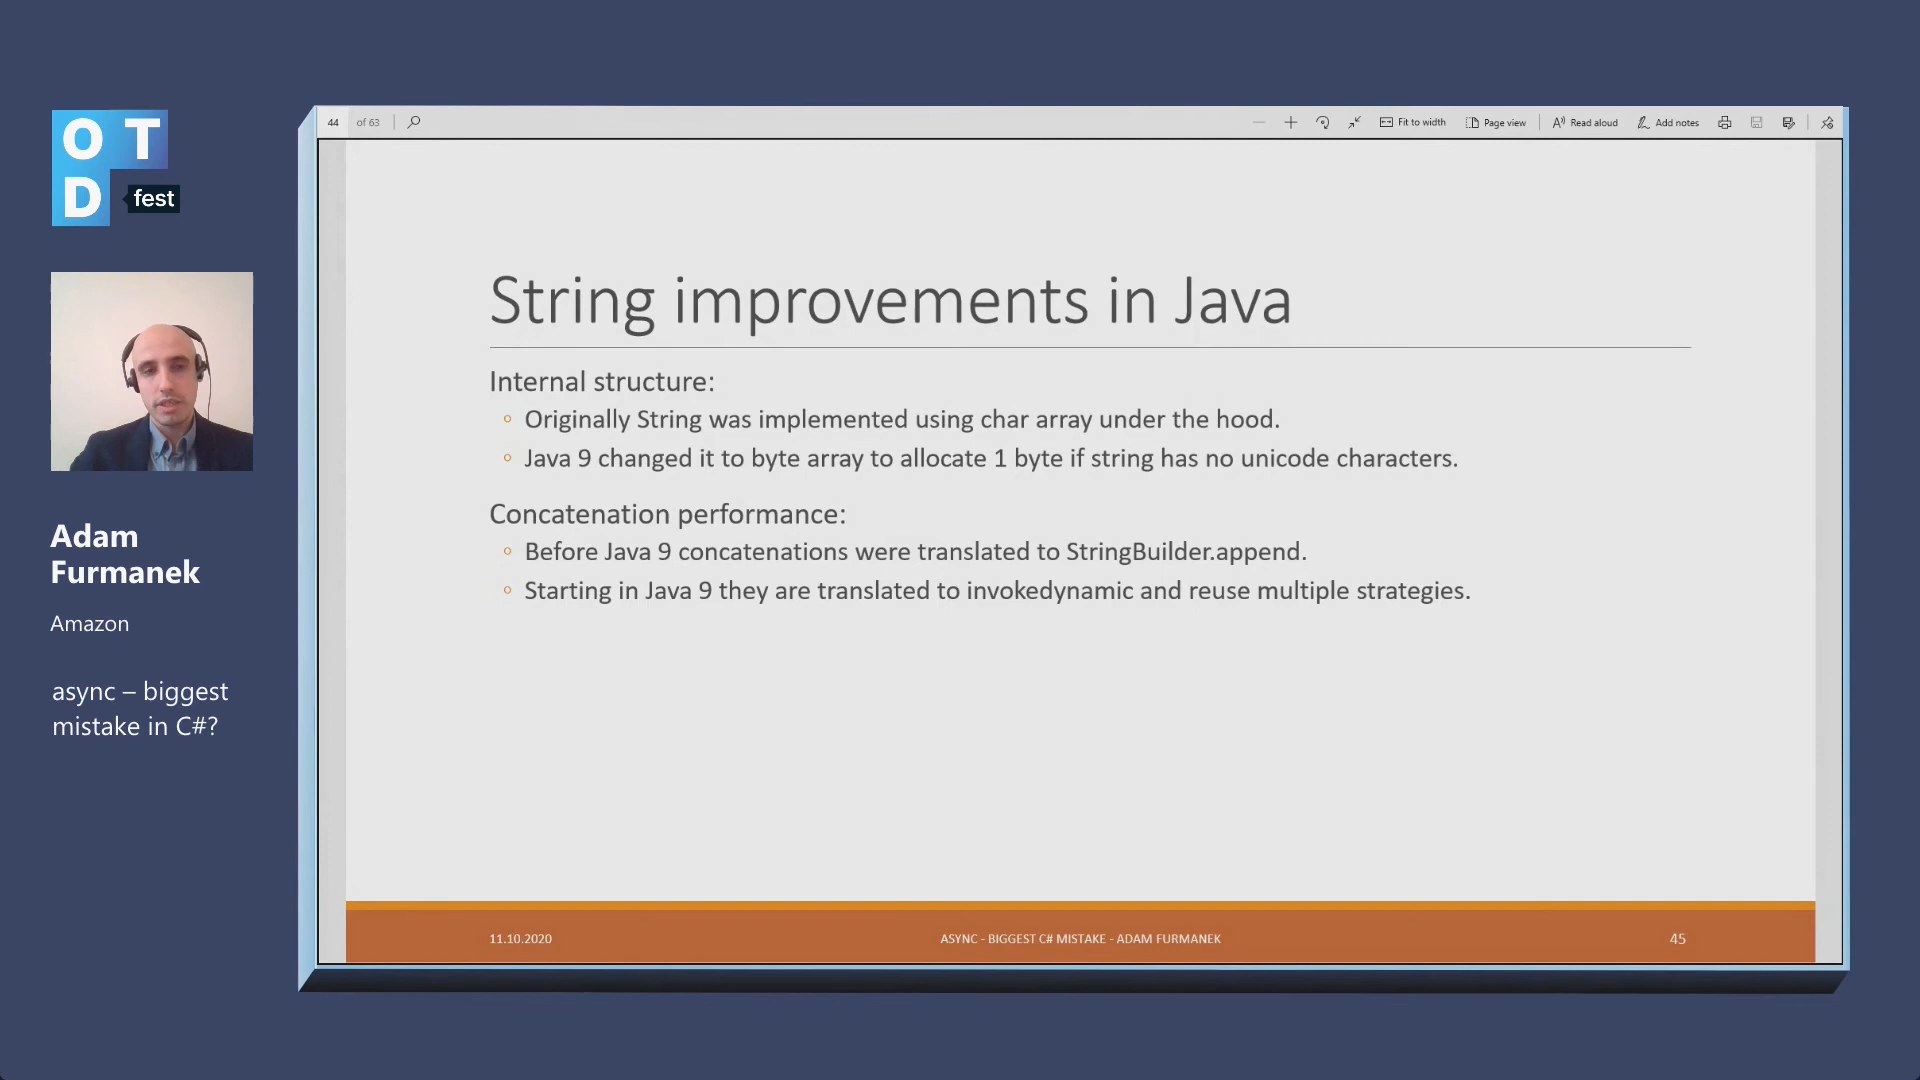 O T
D fest
Adam
Furmanek
Amazon
async – biggest
mistake in C#?
44 of 63 Fit to width Page view Read aloud Add notes
String improvements in Java
Internal structure:
Originally String was implemented using char array under the hood.
Java 9 changed it to byte array to allocate 1 byte if string has no unicode characters.
Concatenation performance:
Before Java 9 concatenations were translated to StringBuilder.append.
Starting in Java 9 they are translated to invokedynamic and reuse multiple strategies.
11.10.2020 ASYNC - BIGGEST C# MISTAKE - ADAM FURMANEK 45